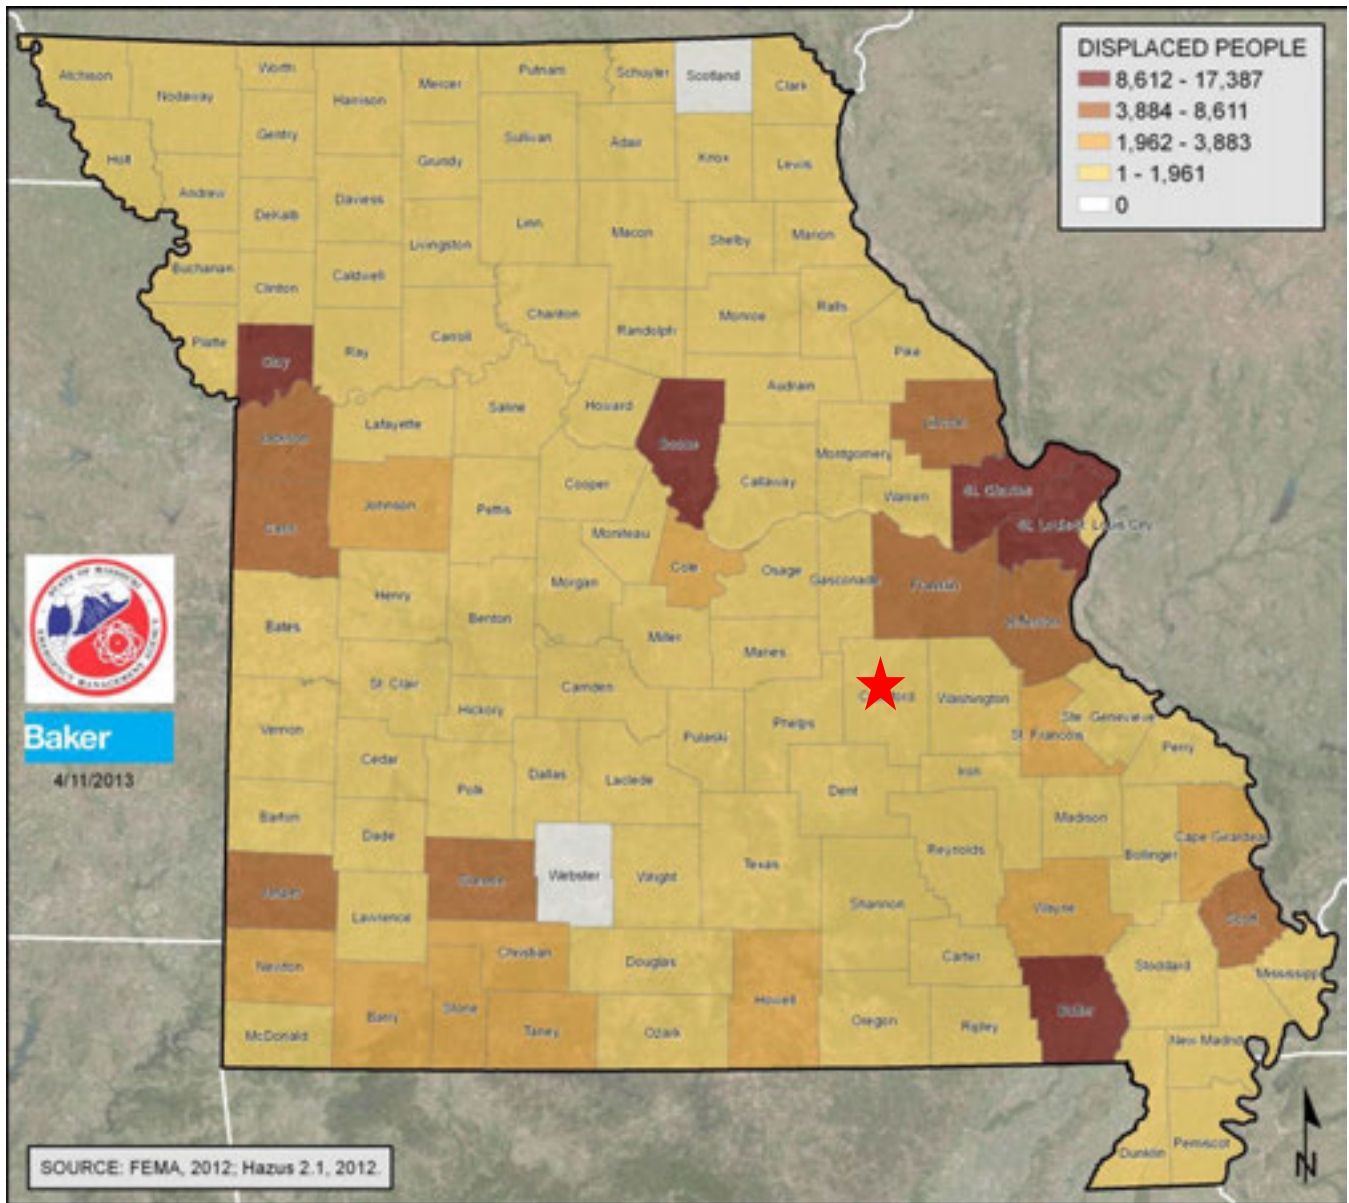 DISPLACED PEOPLE
8,612 - 17,387
3,884 - 8,611
1,962 - 3,883
1 - 1,961
0
Atchison
Nodaway
Worth
Harrison
Mercer
Putnam
Schuyler
Scotland
Clark
Holt
Gentry
Sullivan
Adair
Knox
Lewis
Grundy
Andrew
DeKalb
Daviess
Linn
Macon
Shelby
Marion
Livingston
Buchanan
Clinton
Caldwell
Chariton
Randolph
Monroe
Ralls
Platte
Clay
Ray
Carroll
Pike
Audrain
Lafayette
Saline
Howard
Boone
Lincoln
Jackson
Montgomery
Callaway
Warren
St. Charles
Johnson
Pettis
Cooper
Cass
Moniteau
St. Louis
St. Louis City
Cole
Osage
Gasconade
Franklin
Henry
Morgan
Benton
Jefferson
Bates
Miller
Maries
St. Clair
Camden
Hickory
Pulaski
Phelps
Washington
Ste. Genevieve
St. Francois
Perry
Vernon
Cedar
Polk
Dallas
Laclede
Dent
Iron
Barton
Dade
Madison
Bollinger
Cape Girardeau
Texas
Reynolds
Jasper
Greene
Webster
Wright
Lawrence
Shannon
Wayne
Scott
Newton
Christian
Douglas
Carter
Stoddard
Mississippi
Howell
McDonald
Barry
Stone
Taney
Ozark
Oregon
Ripley
Butler
New Madrid
Dunklin
Pemiscot
STATE OF MISSOURI
EMERGENCY MANAGEMENT AGENCY
Baker
4/11/2013
SOURCE: FEMA, 2012; Hazus 2.1, 2012.
N